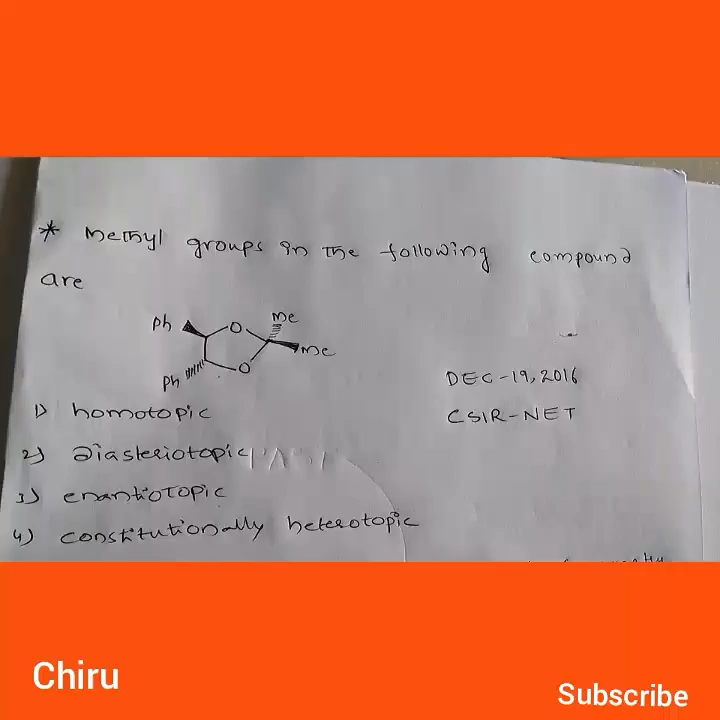 * Methyl groups in the following compound
are
Ph O Me
Me
Ph O
DEC-19, 2016
1) homotopic
CSIR-NET
2) Diasteriotopic
3) enantiotopic
4) constitutionally heterotopic
Chiru
Subscribe